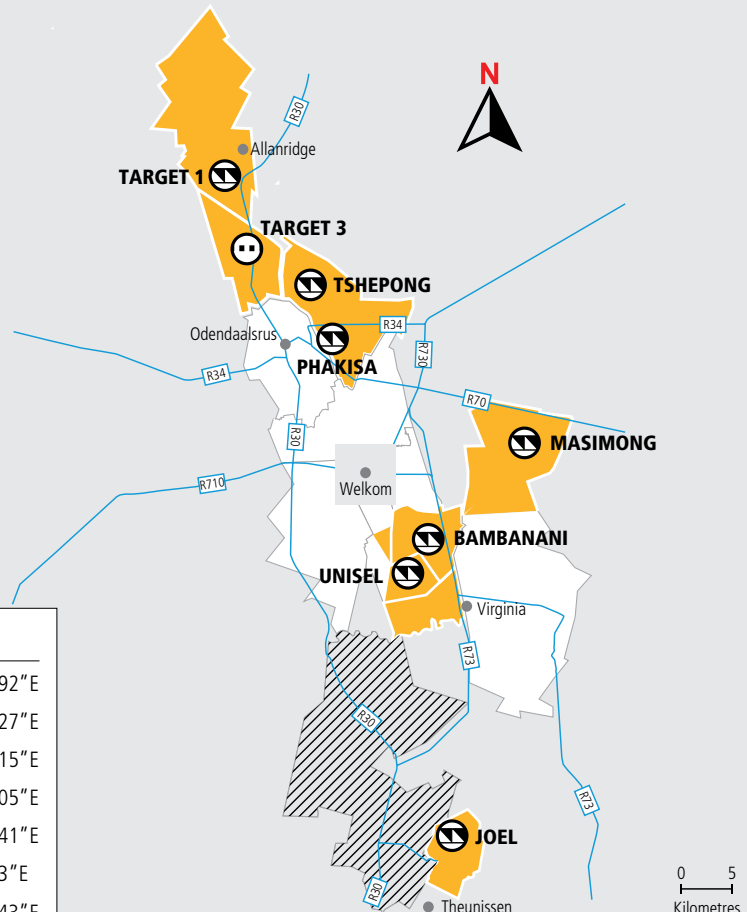 N
R30
Allanridge
TARGET 1
TARGET 3
TSHEPONG
R34
Odendaalsrus
R730
PHAKISA
R34
R70
R30
MASIMONG
Welkom
R710
BAMBANANI
UNISEL
Virginia
R73
92"E
27"E
15"E
05"E
41"E
3"E
43"E
R30
R73
JOEL
R30
Theunissen
0 5
Kilometres